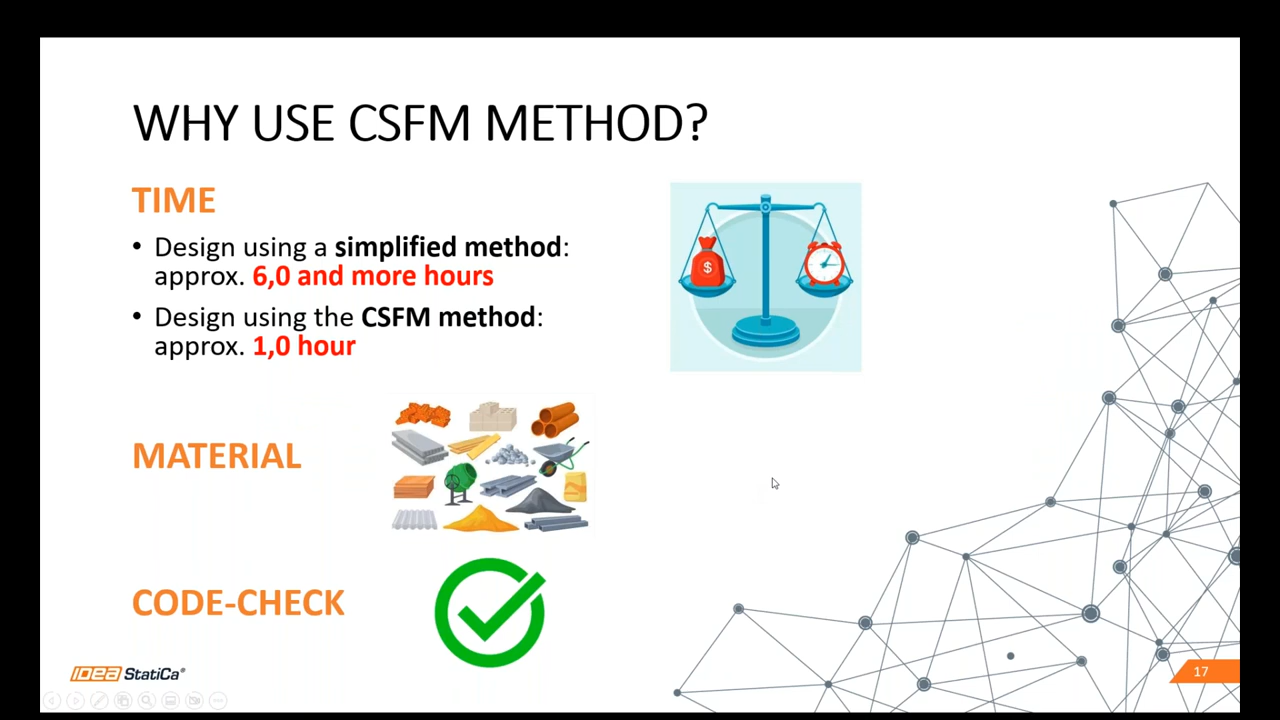 WHY USE CSFM METHOD?
TIME
• Design using a simplified method:
approx. 6,0 and more hours
• Design using the CSFM method:
approx. 1,0 hour
$
MATERIAL
CODE-CHECK
IDEA StatiCa®
17